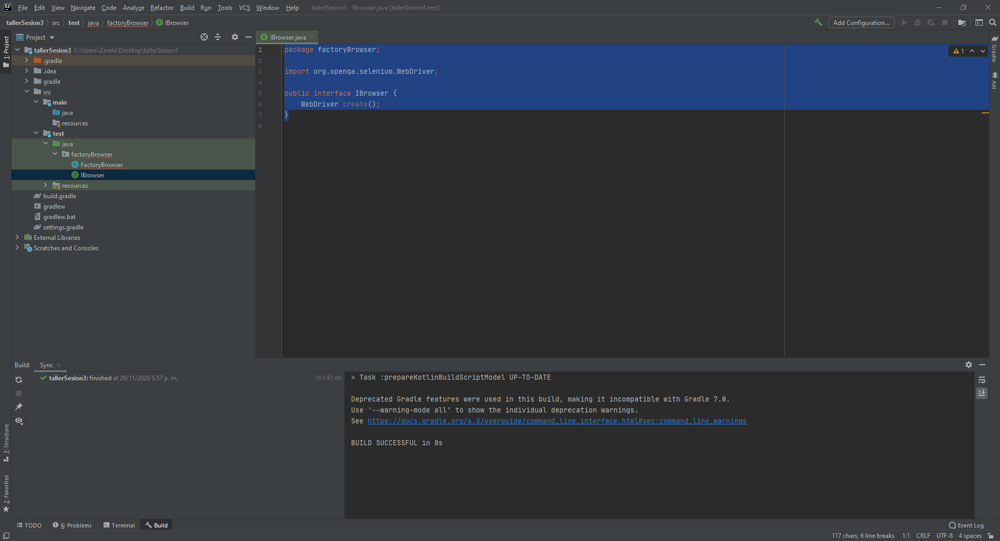 File Edit View Navigate Code Analyze Refactor Build Run Tools VCS Window Help tallerSesion3 - IBrowser.java [tallerSesion3.test]
tallerSesion3 src test java factoryBrowser IBrowser Add Configuration...
1: Project
Project
tallerSesion3 C:\Users\Zarela\Desktop\tallerSesion3
.gradle
.idea
gradle
src
main
java
resources
test
java
factoryBrowser
FactoryBrowser
IBrowser
resources
build.gradle
gradlew
gradlew.bat
settings.gradle
External Libraries
Scratches and Consoles
IBrowser.java
1 package factoryBrowser;
2
3 import org.openqa.selenium.WebDriver;
4
5 public interface IBrowser {
6 WebDriver create();
7 }
8
1
Gradle
Ant
Build: Sync
tallerSesion3: finished at 29/11/2020 5:57 p. m. 10 s 61 ms
> Task :prepareKotlinBuildScriptModel UP-TO-DATE
Deprecated Gradle features were used in this build, making it incompatible with Gradle 7.0.
Use '--warning-mode all' to show the individual deprecation warnings.
See https://docs.gradle.org/6.3/userguide/command_line_interface.html#sec:command_line_warnings
BUILD SUCCESSFUL in 8s
7: Structure
2: Favorites
TODO 6: Problems Terminal Build Event Log
117 chars, 6 line breaks 1:1 CRLF UTF-8 4 spaces